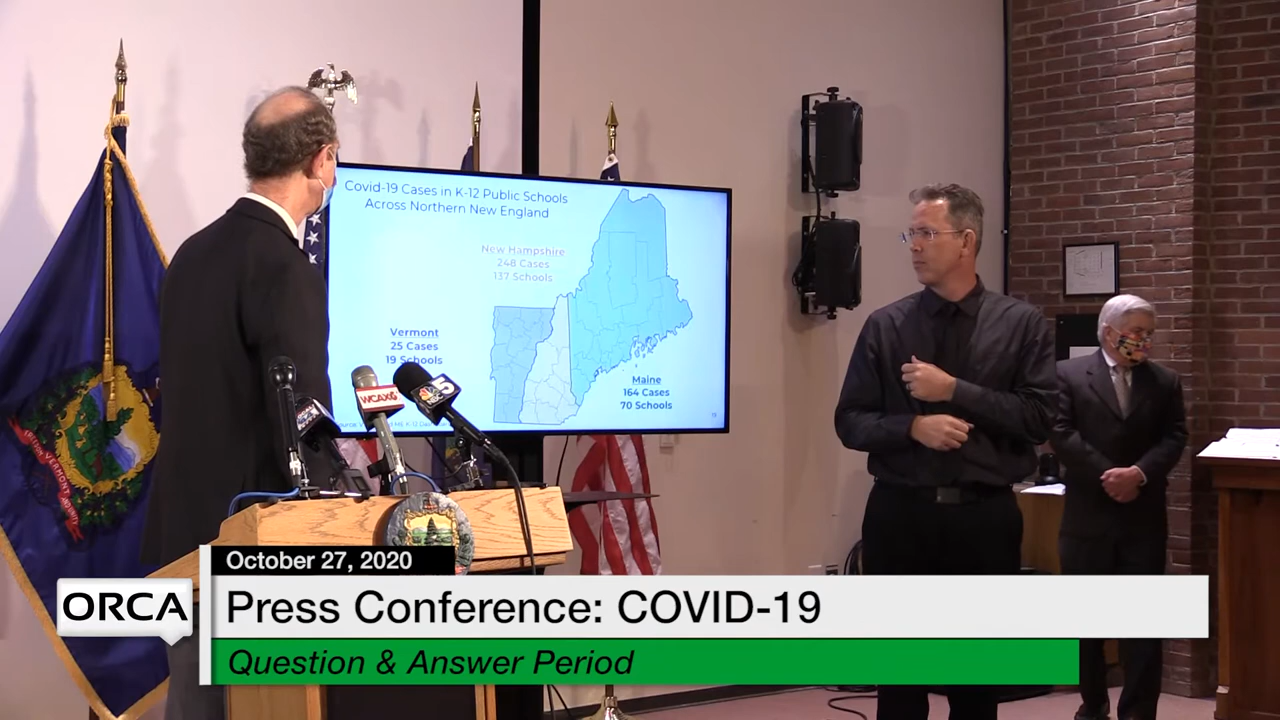 Covid-19 Cases in K-12 Public Schools
Across Northern New England
New Hampshire
248 Cases
137 Schools
Vermont
25 Cases
19 Schools
Maine
164 Cases
70 Schools
19
WCAX
5
VERMONT
October 27, 2020
ORCA
Press Conference: COVID-19
Question & Answer Period